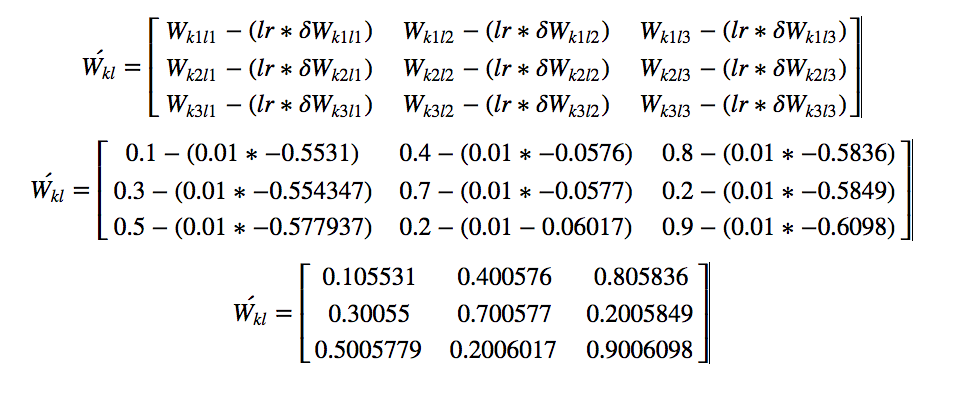 Ẃₖₗ = [ Wₖ₁ₗ₁ − (lr ∗ δWₖ₁ₗ₁) Wₖ₁ₗ₂ − (lr ∗ δWₖ₁ₗ₂) Wₖ₁ₗ₃ − (lr ∗ δWₖ₁ₗ₃)
Wₖ₂ₗ₁ − (lr ∗ δWₖ₂ₗ₁) Wₖ₂ₗ₂ − (lr ∗ δWₖ₂ₗ₂) Wₖ₂ₗ₃ − (lr ∗ δWₖ₂ₗ₃)
Wₖ₃ₗ₁ − (lr ∗ δWₖ₃ₗ₁) Wₖ₃ₗ₂ − (lr ∗ δWₖ₃ₗ₂) Wₖ₃ₗ₃ − (lr ∗ δWₖ₃ₗ₃) ]
Ẃₖₗ = [ 0.1 − (0.01 ∗ −0.5531) 0.4 − (0.01 ∗ −0.0576) 0.8 − (0.01 ∗ −0.5836)
0.3 − (0.01 ∗ −0.554347) 0.7 − (0.01 ∗ −0.0577) 0.2 − (0.01 ∗ −0.5849)
0.5 − (0.01 ∗ −0.577937) 0.2 − (0.01 − 0.06017) 0.9 − (0.01 ∗ −0.6098) ]
Ẃₖₗ = [ 0.105531 0.400576 0.805836
0.30055 0.700577 0.2005849
0.5005779 0.2006017 0.9006098 ]